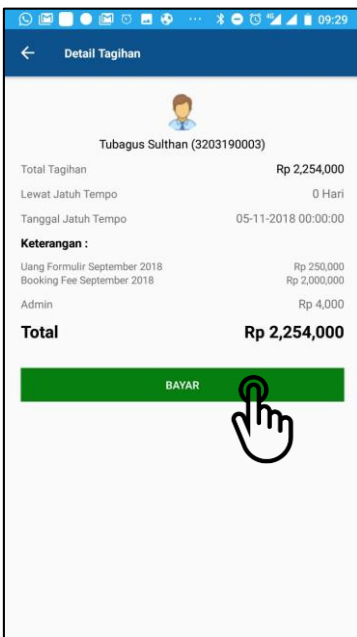 4G 09:29
Detail Tagihan
Tubagus Sulthan (3203190003)
Total Tagihan Rp 2,254,000
Lewat Jatuh Tempo 0 Hari
Tanggal Jatuh Tempo 05-11-2018 00:00:00
Keterangan :
Uang Formulir September 2018 Rp 250,000
Booking Fee September 2018 Rp 2,000,000
Admin Rp 4,000
Total Rp 2,254,000
BAYAR